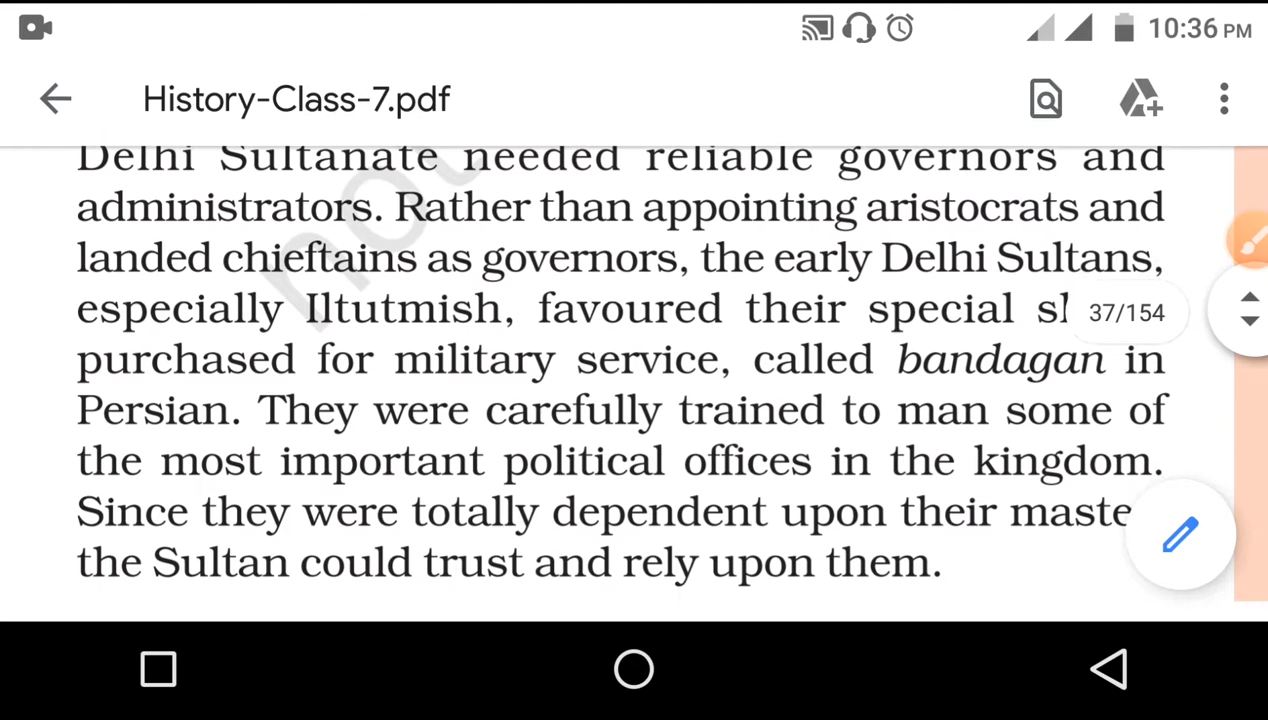 10:36 PM
History-Class-7.pdf
Delhi Sultanate needed reliable governors and
administrators. Rather than appointing aristocrats and
landed chieftains as governors, the early Delhi Sultans,
especially Iltutmish, favoured their special
37/154
purchased for military service, called bandagan in
Persian. They were carefully trained to man some of
the most important political offices in the kingdom.
Since they were totally dependent upon their
the Sultan could trust and rely upon them.
not